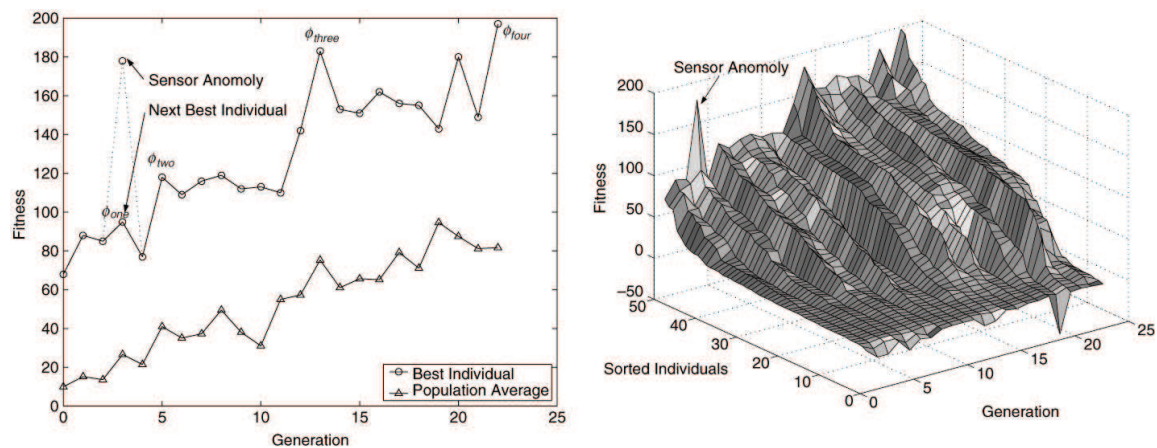 200
180
160
140
120
100
80
60
40
20
0
Fitness
0 5 10 15 20 25
Generation
ϕthree
ϕfour
Sensor Anomoly
Next Best Individual
ϕtwo
ϕone
Best Individual
Population Average
Sensor Anomoly
200
150
100
50
0
−50
Fitness
50
40
30
20
10
0
Sorted Individuals
0
5
10
15
20
25
Generation